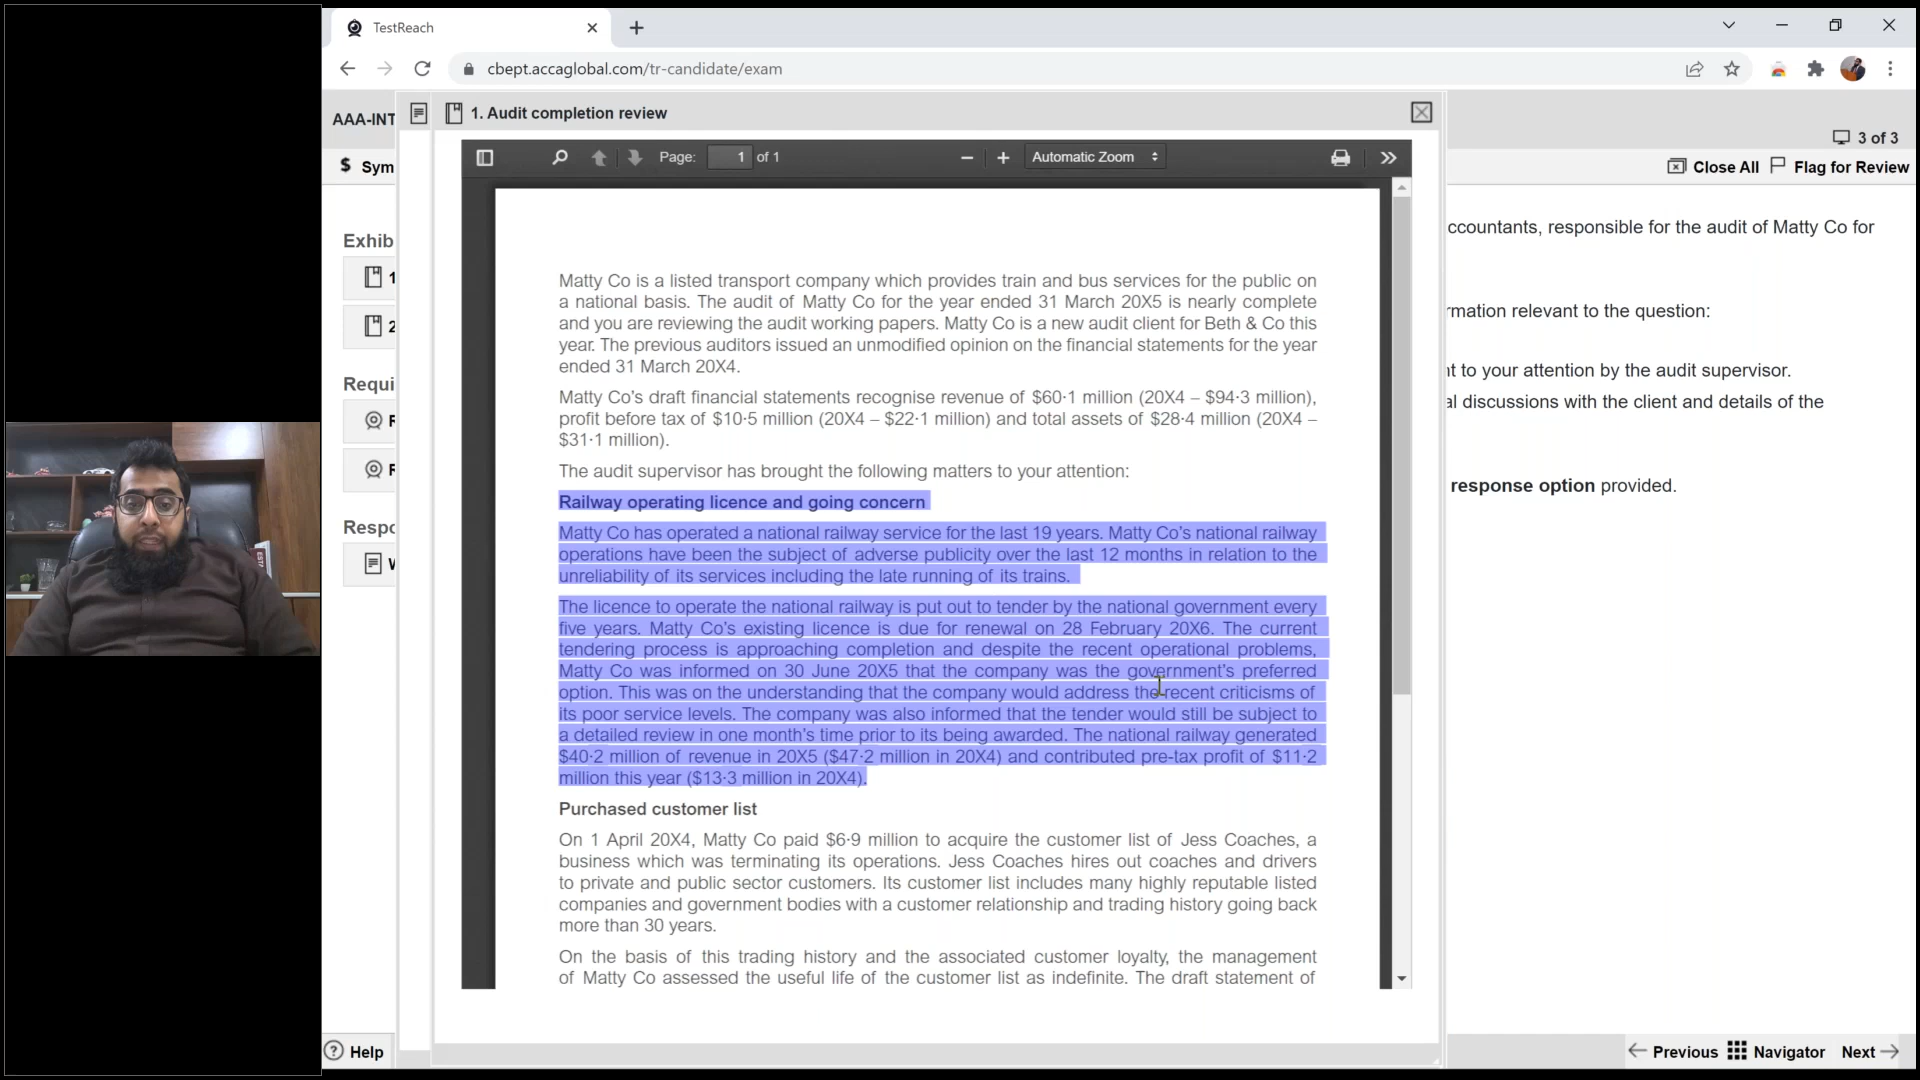 TestReach
cbept.accaglobal.com/tr-candidate/exam
AAA-INT
1. Audit completion review
3 of 3
$ Sym
Page: 1 of 1
Automatic Zoom
Close All
Flag for Review
Exhib
1
2
Requi
R
R
Respo
W
Matty Co is a listed transport company which provides train and bus services for the public on
a national basis. The audit of Matty Co for the year ended 31 March 20X5 is nearly complete
and you are reviewing the audit working papers. Matty Co is a new audit client for Beth & Co this
year. The previous auditors issued an unmodified opinion on the financial statements for the year
ended 31 March 20X4.
Matty Co's draft financial statements recognise revenue of $60·1 million (20X4 – $94·3 million),
profit before tax of $10·5 million (20X4 – $22·1 million) and total assets of $28·4 million (20X4 –
$31·1 million).
The audit supervisor has brought the following matters to your attention:
Railway operating licence and going concern
Matty Co has operated a national railway service for the last 19 years. Matty Co's national railway
operations have been the subject of adverse publicity over the last 12 months in relation to the
unreliability of its services including the late running of its trains.
The licence to operate the national railway is put out to tender by the national government every
five years. Matty Co's existing licence is due for renewal on 28 February 20X6. The current
tendering process is approaching completion and despite the recent operational problems,
Matty Co was informed on 30 June 20X5 that the company was the government's preferred
option. This was on the understanding that the company would address the recent criticisms of
its poor service levels. The company was also informed that the tender would still be subject to
a detailed review in one month's time prior to its being awarded. The national railway generated
$40·2 million of revenue in 20X5 ($47·2 million in 20X4) and contributed pre-tax profit of $11·2
million this year ($13·3 million in 20X4).
Purchased customer list
On 1 April 20X4, Matty Co paid $6·9 million to acquire the customer list of Jess Coaches, a
business which was terminating its operations. Jess Coaches hires out coaches and drivers
to private and public sector customers. Its customer list includes many highly reputable listed
companies and government bodies with a customer relationship and trading history going back
more than 30 years.
On the basis of this trading history and the associated customer loyalty, the management
of Matty Co assessed the useful life of the customer list as indefinite. The draft statement of
ccountants, responsible for the audit of Matty Co for
rmation relevant to the question:
t to your attention by the audit supervisor.
al discussions with the client and details of the
response option provided.
Help
Previous
Navigator
Next